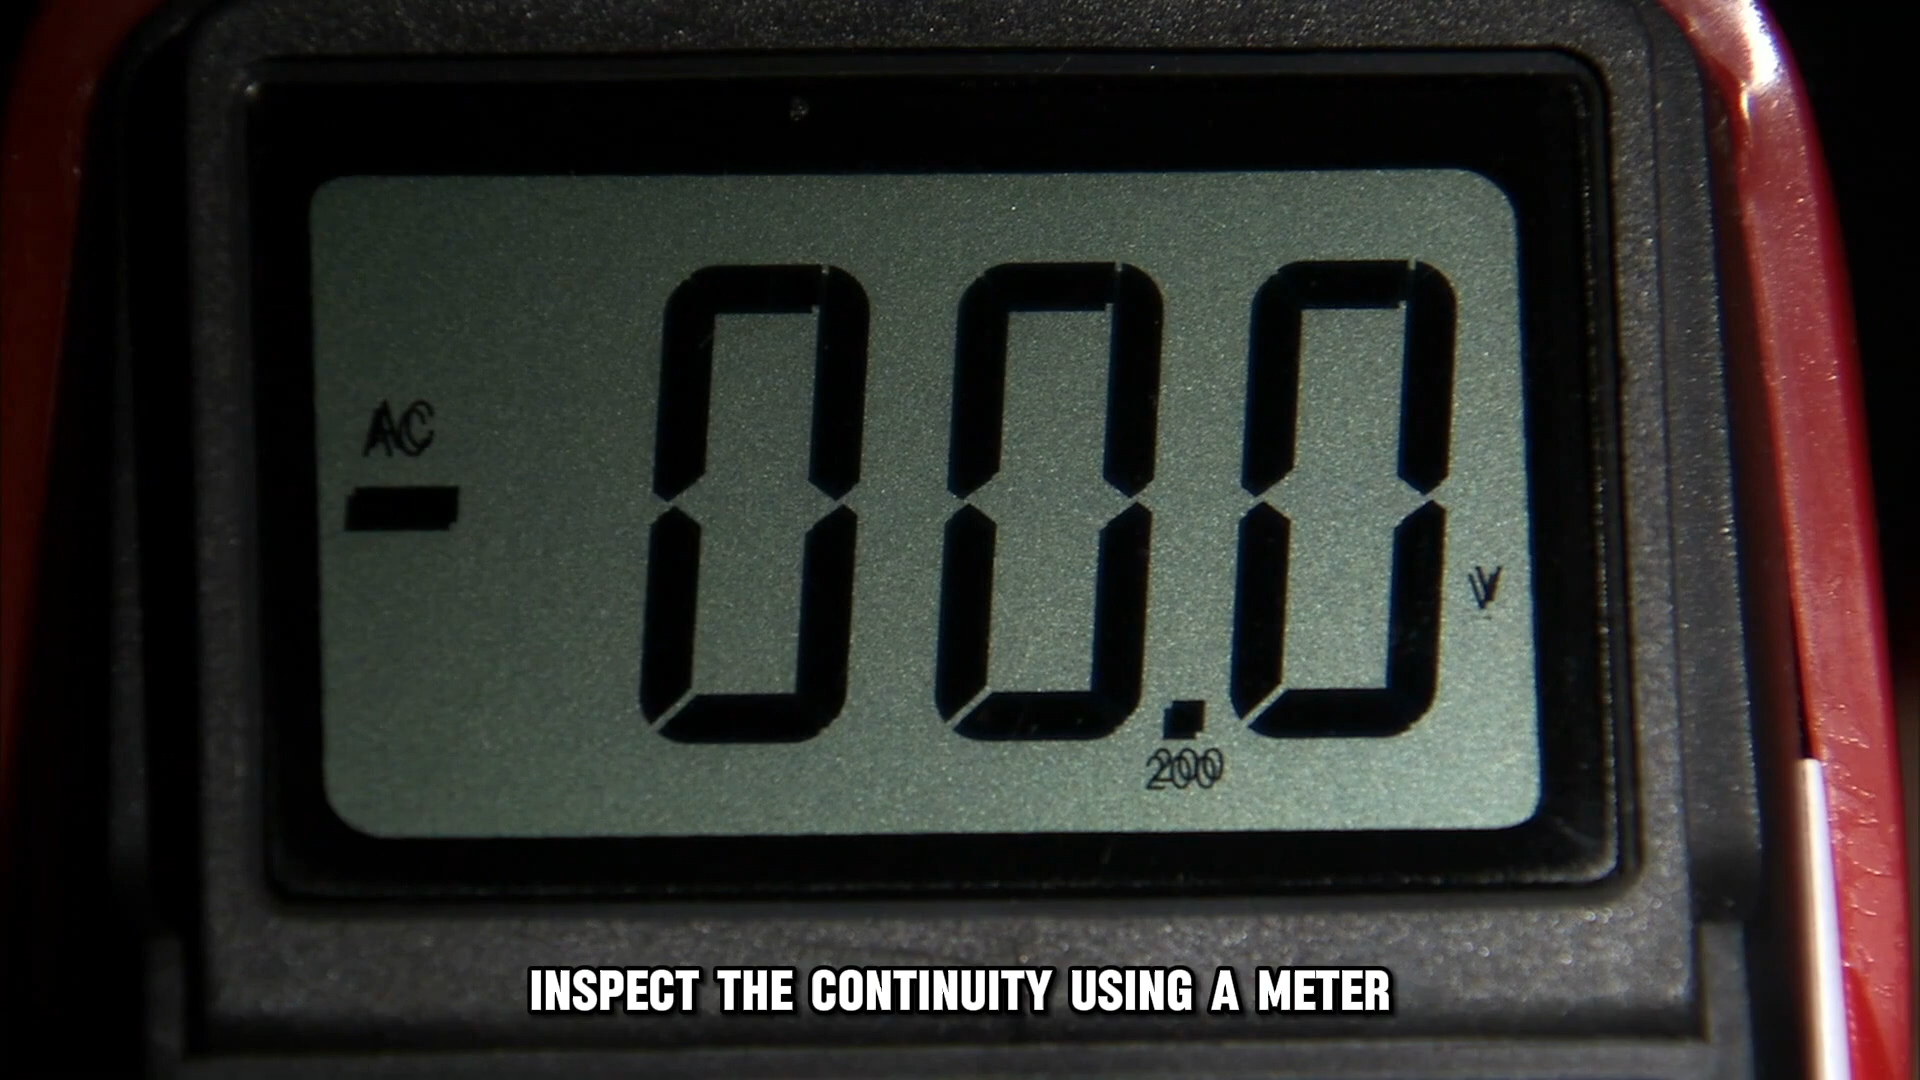 AC
- 00.0
V
200
INSPECT THE CONTINUITY USING A METER